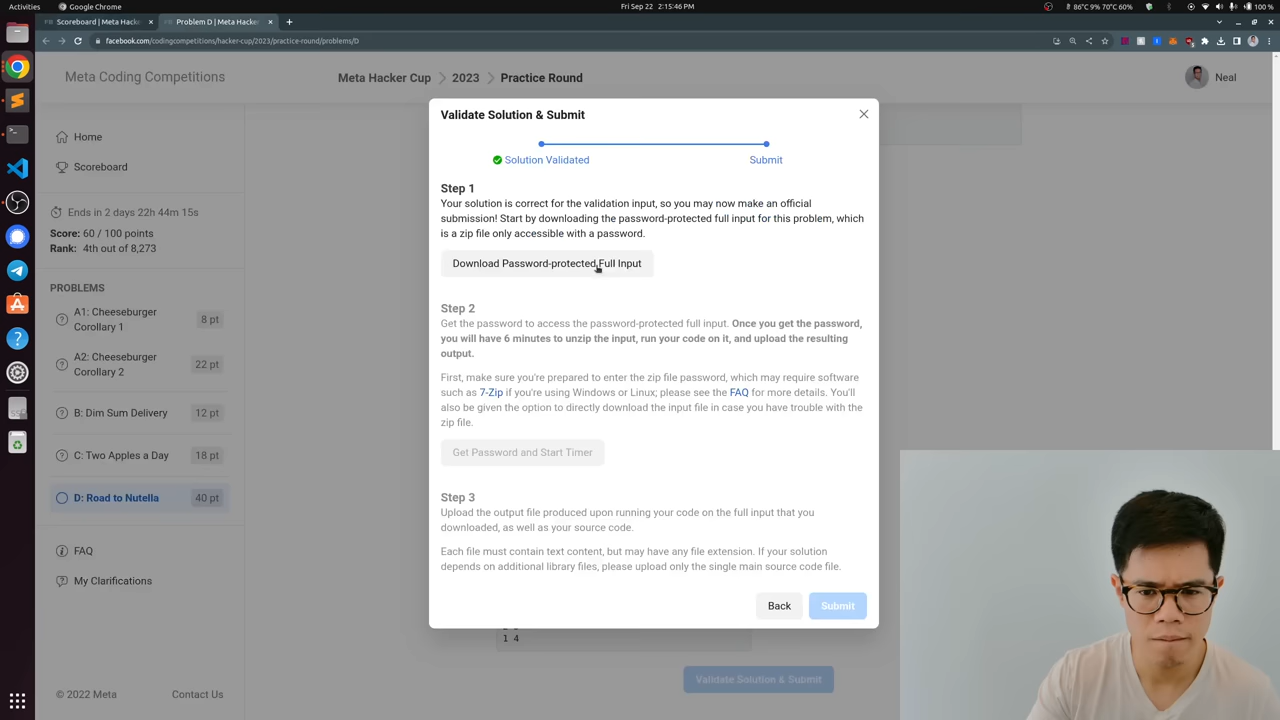 Activities
Google Chrome
Fri Sep 22 2:15:46 PM
86°C 9% 70°C 60%
100 %
Scoreboard | Meta Hacker
Problem D | Meta Hacker
facebook.com/codingcompetitions/hacker-cup/2023/practice-round/problems/D
Meta Coding Competitions
Meta Hacker Cup
2023
Practice Round
Neal
Home
Scoreboard
Ends in 2 days 22h 44m 15s
Score: 60 / 100 points
Rank: 4th out of 8,273
PROBLEMS
A1: Cheeseburger
Corollary 1
8 pt
A2: Cheeseburger
Corollary 2
22 pt
B: Dim Sum Delivery
12 pt
C: Two Apples a Day
18 pt
D: Road to Nutella
40 pt
FAQ
My Clarifications
© 2022 Meta
Contact Us
Validate Solution & Submit
Solution Validated
Submit
Step 1
Your solution is correct for the validation input, so you may now make an official
submission! Start by downloading the password-protected full input for this problem, which
is a zip file only accessible with a password.
Download Password-protected Full Input
Step 2
Get the password to access the password-protected full input. Once you get the password,
you will have 6 minutes to unzip the input, run your code on it, and upload the resulting
output.
First, make sure you're prepared to enter the zip file password, which may require software
such as 7-Zip if you're using Windows or Linux; please see the FAQ for more details. You'll
also be given the option to directly download the input file in case you have trouble with the
zip file.
Get Password and Start Timer
Step 3
Upload the output file produced upon running your code on the full input that you
downloaded, as well as your source code.
Each file must contain text content, but may have any file extension. If your solution
depends on additional library files, please upload only the single main source code file.
Back
Submit
1 4
Validate Solution & Submit